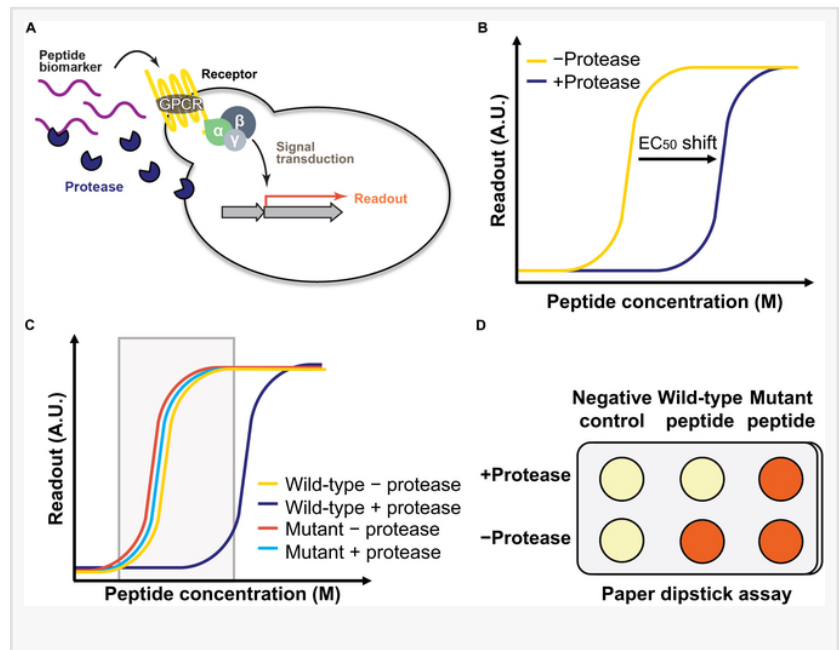 A
Peptide
biomarker
Receptor
GPCR
α
β
γ
Signal
transduction
Protease
Readout
B
−Protease
+Protease
EC50 shift
Readout (A.U.)
Peptide concentration (M)
C
Readout (A.U.)
Wild-type − protease
Wild-type + protease
Mutant − protease
Mutant + protease
Peptide concentration (M)
D
Negative Wild-type Mutant
control peptide peptide
+Protease
−Protease
Paper dipstick assay